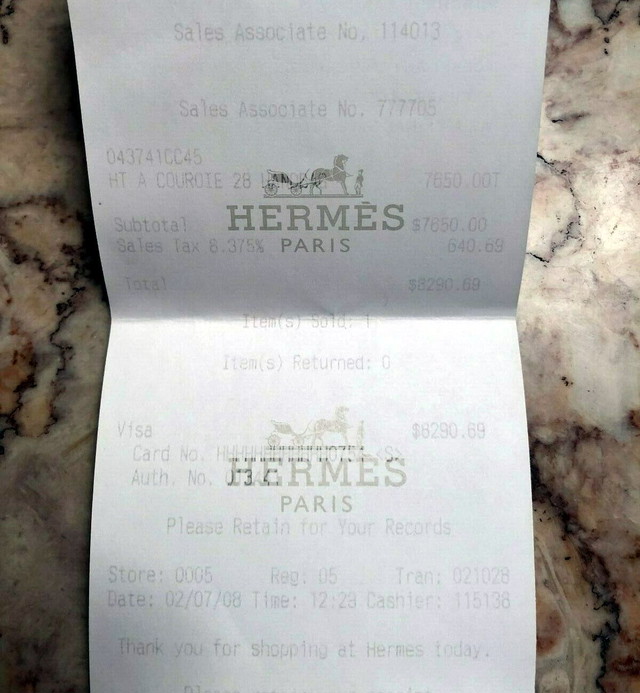 Sales Associate No. 114013
Sales Associate No. 777705
043741CC45
HT A COUROIE 28 7650.00T
HERMÈS
PARIS
Subtotal $7650.00
Sales Tax 8.375% 640.69
Total $8290.69
Item(s) Sold: 1
Item(s) Returned: 0
Visa $8290.69
Card No.
Auth. No.
HERMÈS
PARIS
Please Retain for Your Records
Store: 0005 Reg: 05 Tran: 021028
Date: 02/07/08 Time: 12:29 Cashier: 115138
Thank you for shopping at Hermes today.